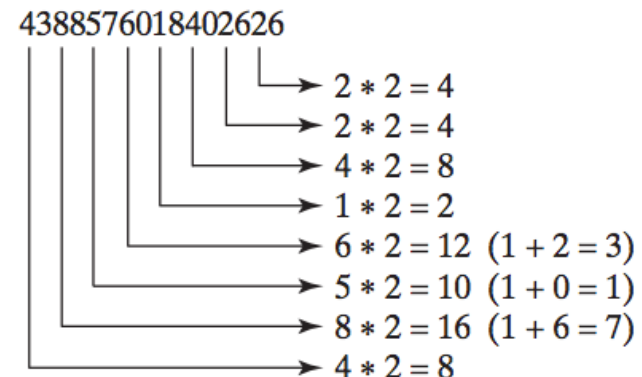 4388576018402626
2 * 2 = 4
2 * 2 = 4
4 * 2 = 8
1 * 2 = 2
6 * 2 = 12 (1 + 2 = 3)
5 * 2 = 10 (1 + 0 = 1)
8 * 2 = 16 (1 + 6 = 7)
4 * 2 = 8